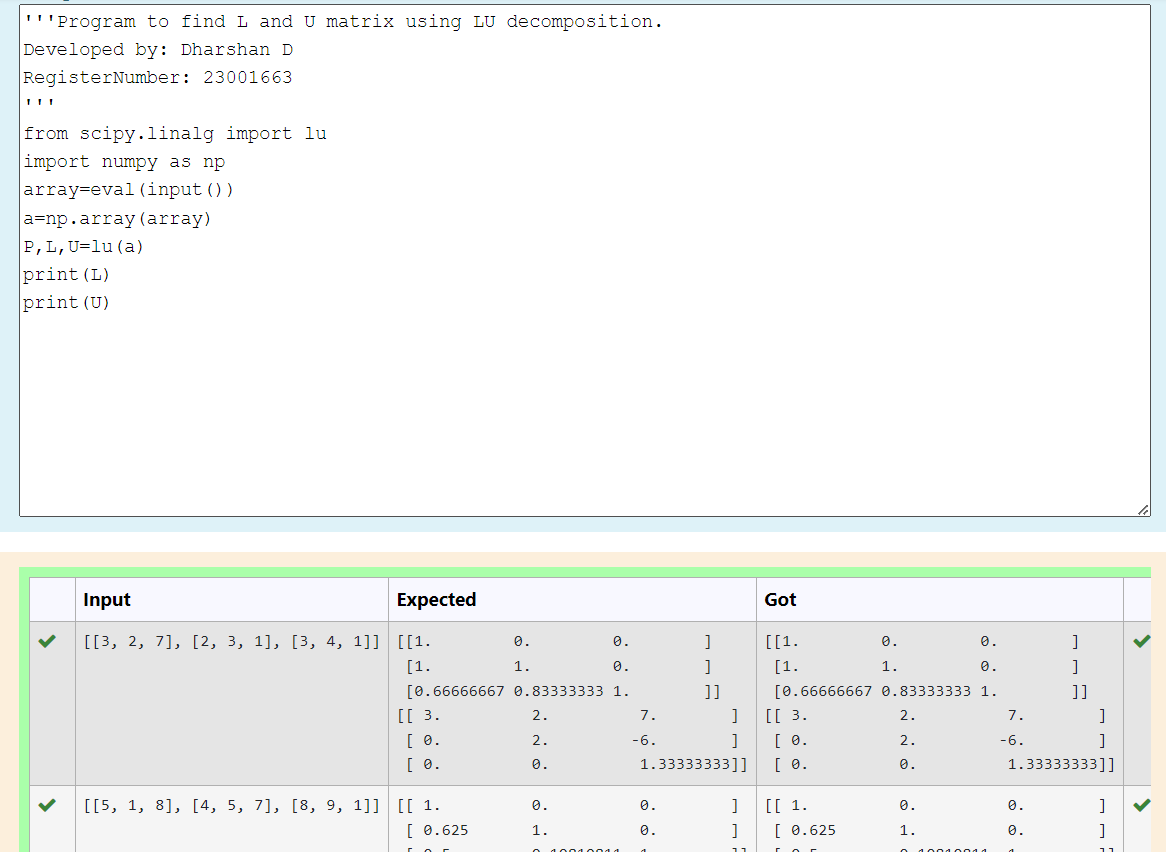 '''Program to find L and U matrix using LU decomposition.
Developed by: Dharshan D
RegisterNumber: 23001663
'''
from scipy.linalg import lu
import numpy as np
array=eval(input())
a=np.array(array)
P,L,U=lu(a)
print(L)
print(U)
Input Expected Got
[[3, 2, 7], [2, 3, 1], [3, 4, 1]] [[1. 0. 0. ] [[1. 0. 0. ]
[1. 1. 0. ] [1. 1. 0. ]
[0.66666667 0.83333333 1. ]] [0.66666667 0.83333333 1. ]]
[[ 3. 2. 7. ] [[ 3. 2. 7. ]
[ 0. 2. -6. ] [ 0. 2. -6. ]
[ 0. 0. 1.33333333]] [ 0. 0. 1.33333333]]
[[5, 1, 8], [4, 5, 7], [8, 9, 1]] [[ 1. 0. 0. ] [[ 1. 0. 0. ]
[ 0.625 1. 0. ] [ 0.625 1. 0. ]